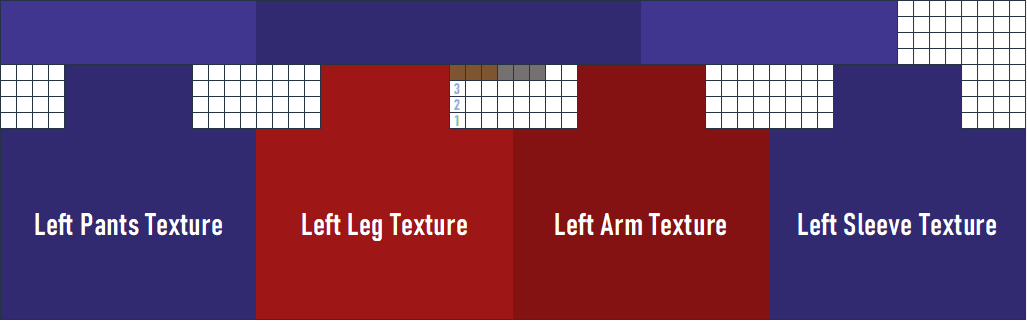 3
2
1
Left Pants Texture
Left Leg Texture
Left Arm Texture
Left Sleeve Texture